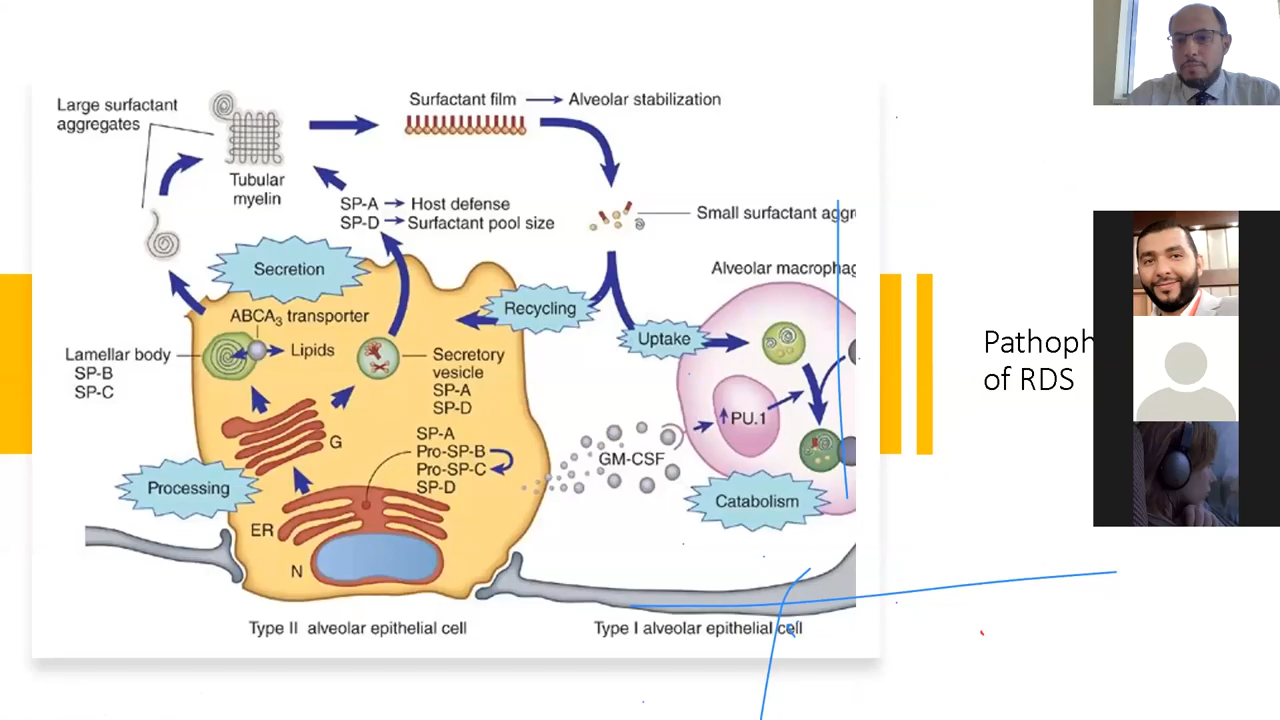 Large surfactant
aggregates
Tubular
myelin
Surfactant film
Alveolar stabilization
SP-A
Host defense
SP-D
Surfactant pool size
Small surfactant aggr
Alveolar macrophag
Secretion
Recycling
Uptake
ABCA3 transporter
Lipids
Lamellar body
SP-B
SP-C
Secretory
vesicle
SP-A
SP-D
G
SP-A
Pro-SP-B
Pro-SP-C
SP-D
PU.1
GM-CSF
Processing
Catabolism
ER
N
Type II alveolar epithelial cell
Type I alveolar epithelial cell
Pathoph
of RDS